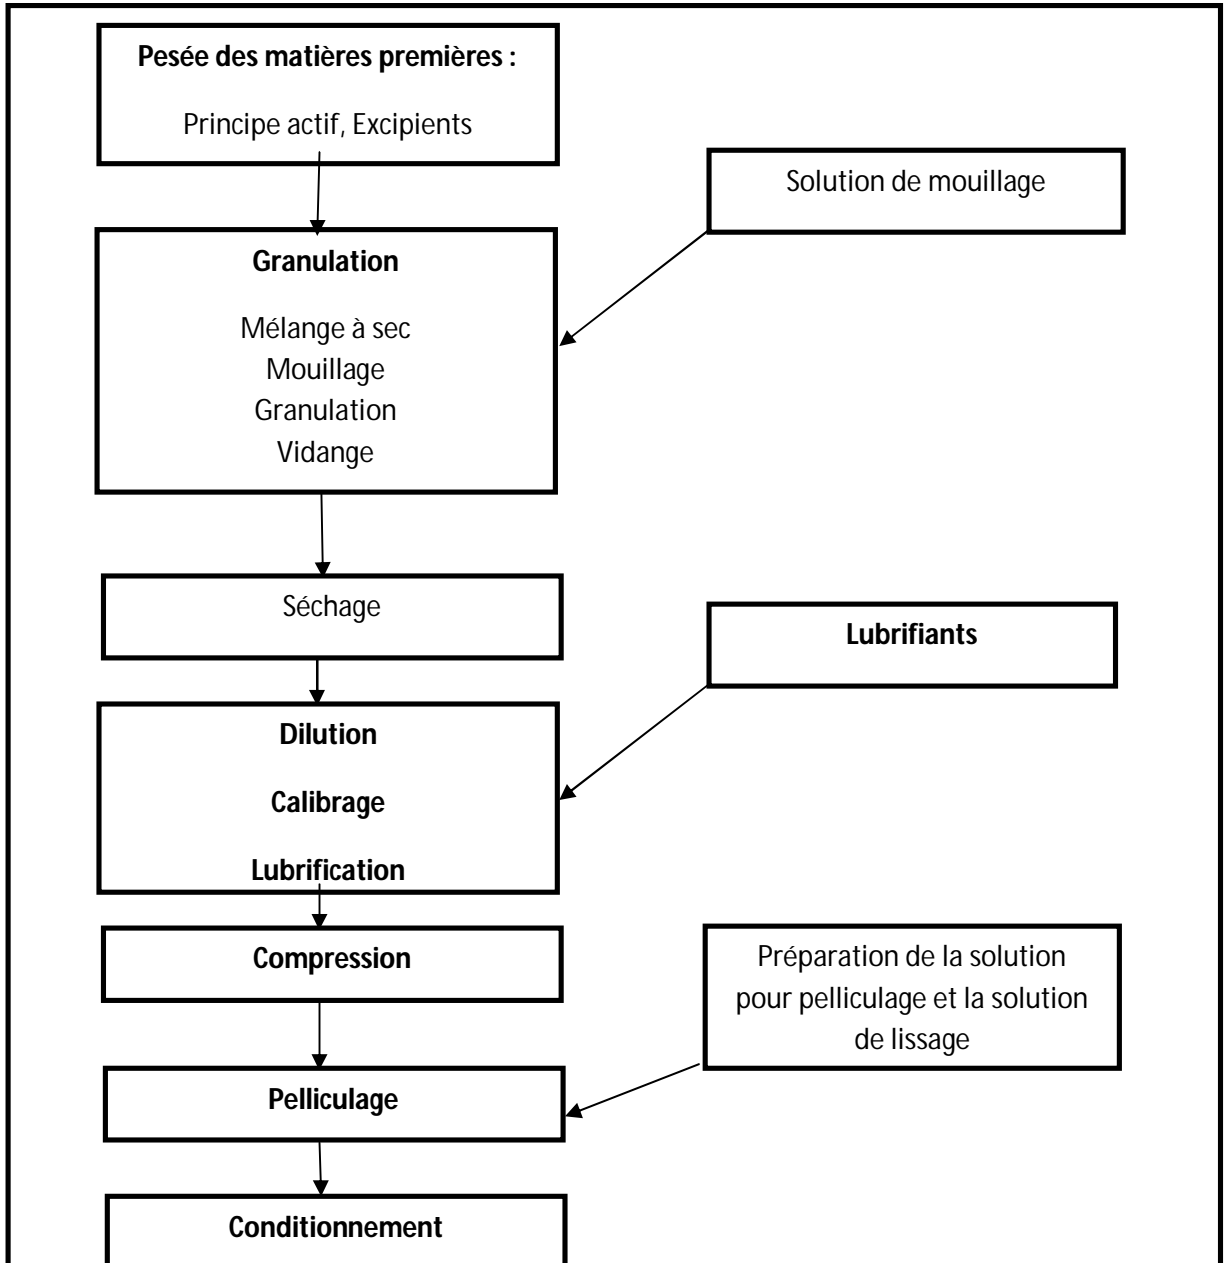 Pesée des matières premières :
Principe actif, Excipients
Solution de mouillage
Granulation
Mélange à sec
Mouillage
Granulation
Vidange
Séchage
Lubrifiants
Dilution
Calibrage
Lubrification
Compression
Préparation de la solution
pour pelliculage et la solution
de lissage
Pelliculage
Conditionnement